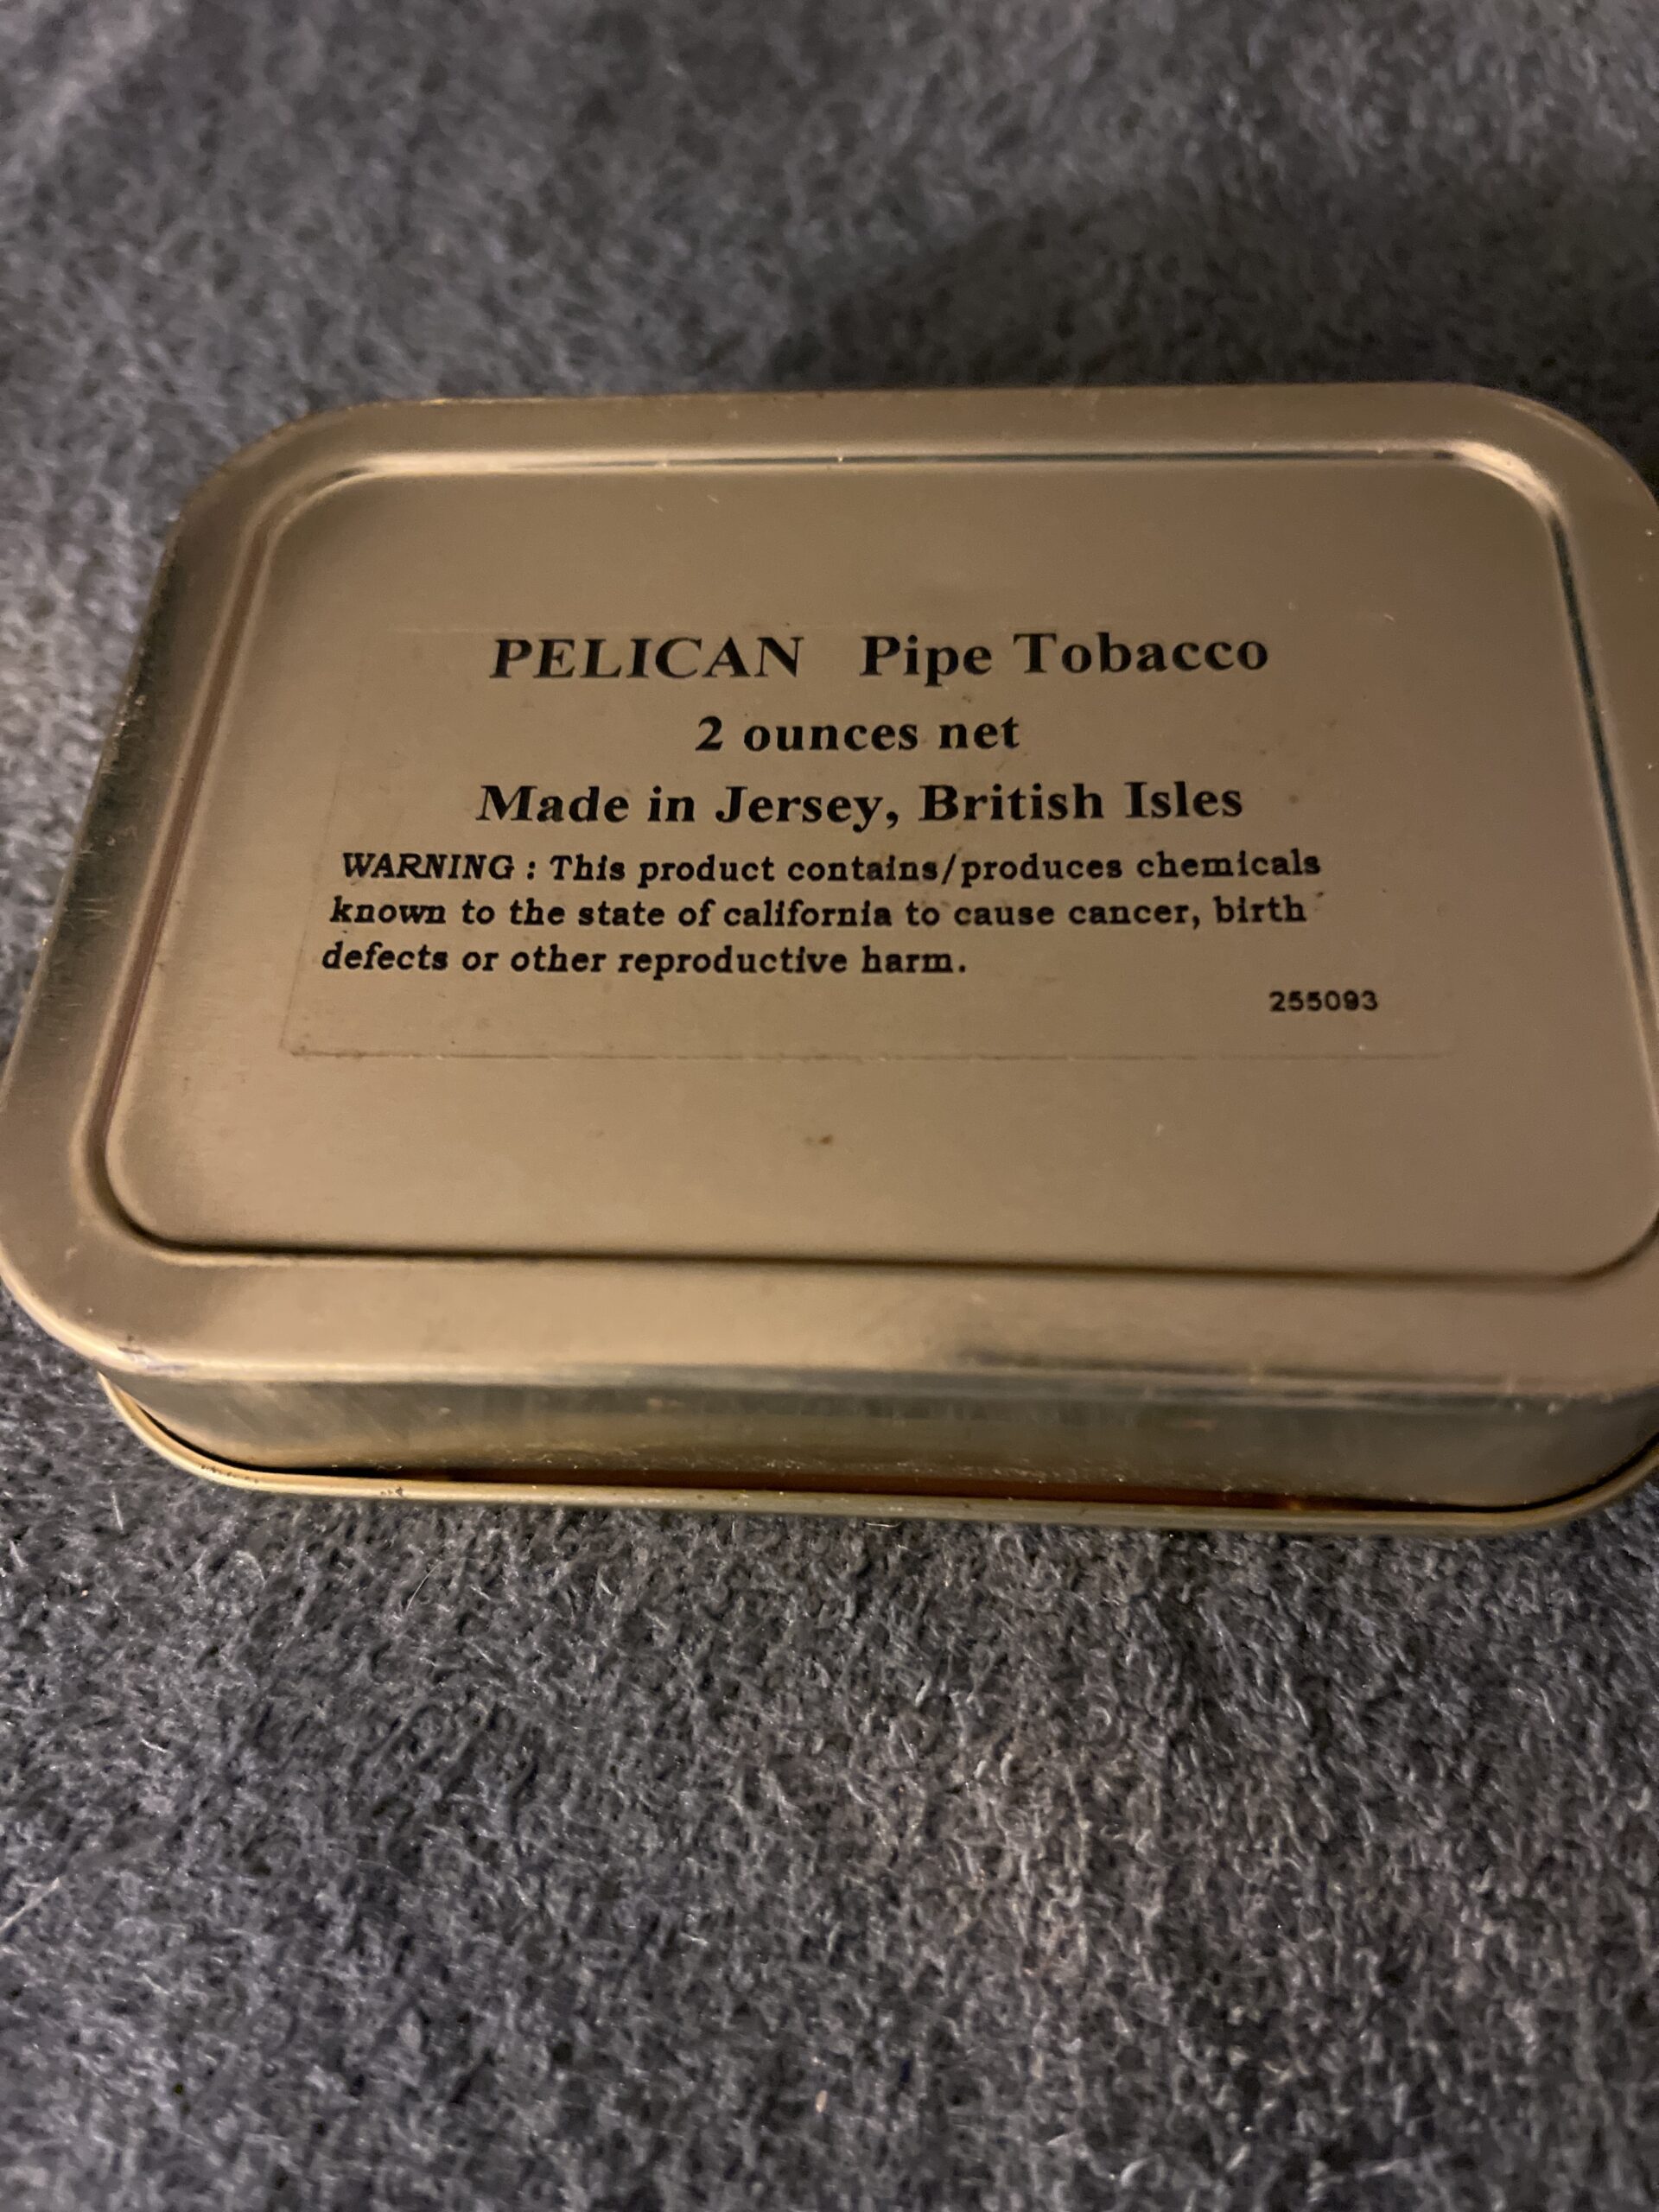 PELICAN Pipe Tobacco
2 ounces net
Made in Jersey, British Isles
WARNING : This product contains/produces chemicals
known to the state of california to cause cancer, birth
defects or other reproductive harm.
255093